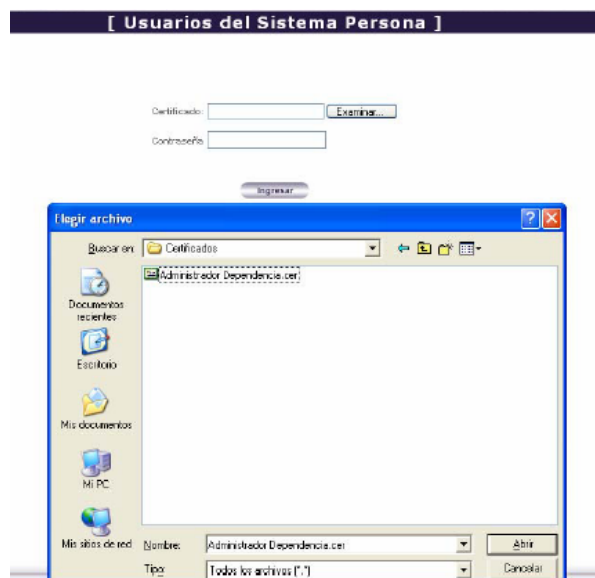 [ Usuarios del Sistema Persona ]
Certificado:
Examinar...
Contraseña
Ingresar
Elegir archivo
Buscar en:
Certificados
Administrador Dependencia.cer
Documentos
recientes
Escritorio
Mis documentos
Mi PC
Mis sitios de red
Nombre:
Administrador Dependencia.cer
Abrir
Tipo:
Todos los archivos (*.*)
Cancelar